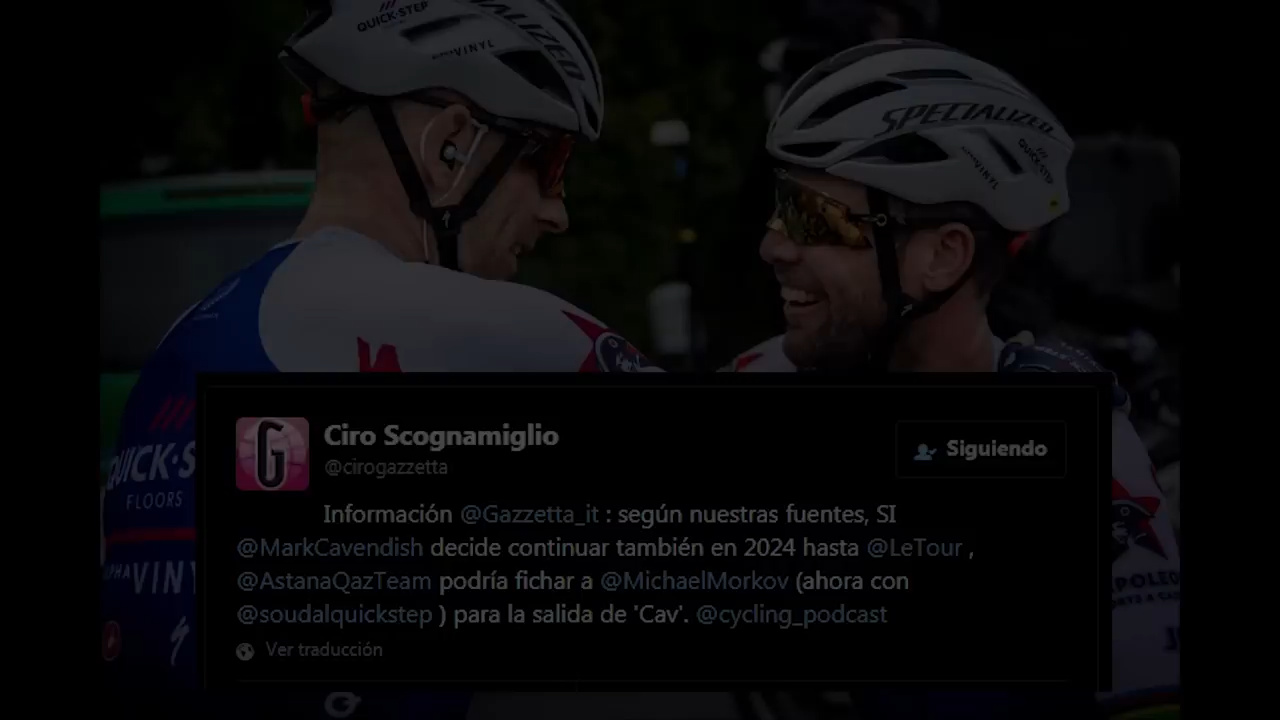 QUICK-STEP
SPECIALIZED
VINYL
SPECIALIZED
QUICK-STEP
VINYL
QUICK-S
FLOORS
VINY
Ciro Scognamiglio
Siguiendo
@cirogazzetta
Información @Gazzetta_it : según nuestras fuentes, SI
@MarkCavendish decide continuar también en 2024 hasta @LeTour ,
@AstanaQazTeam podría fichar a @MichaelMorkov (ahora con
@soudalquickstep ) para la salida de 'Cav'. @cycling_podcast
Ver traducción